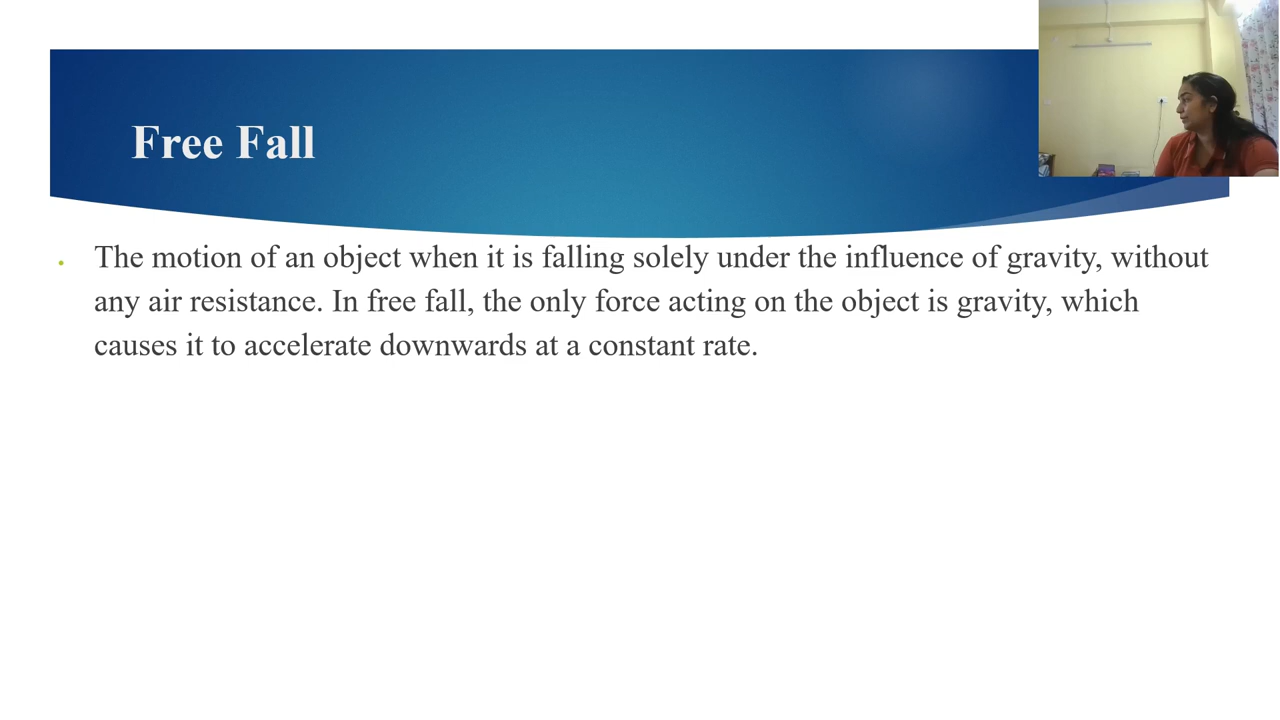 Free Fall
The motion of an object when it is falling solely under the influence of gravity, without
any air resistance. In free fall, the only force acting on the object is gravity, which
causes it to accelerate downwards at a constant rate.